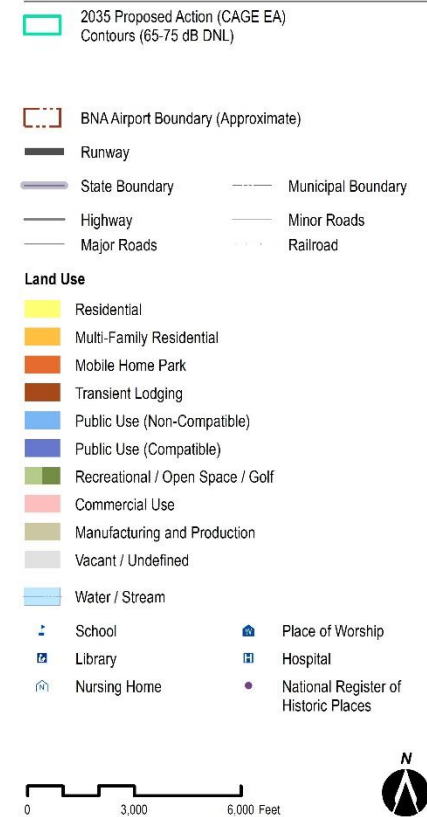 2035 Proposed Action (CAGE EA)
Contours (65-75 dB DNL)
BNA Airport Boundary (Approximate)
Runway
State Boundary
Municipal Boundary
Highway
Minor Roads
Major Roads
Railroad
Land Use
Residential
Multi-Family Residential
Mobile Home Park
Transient Lodging
Public Use (Non-Compatible)
Public Use (Compatible)
Recreational / Open Space / Golf
Commercial Use
Manufacturing and Production
Vacant / Undefined
Water / Stream
School
Place of Worship
Library
H
Hospital
N
Nursing Home
National Register of
Historic Places
N
0 3,000 6,000 Feet